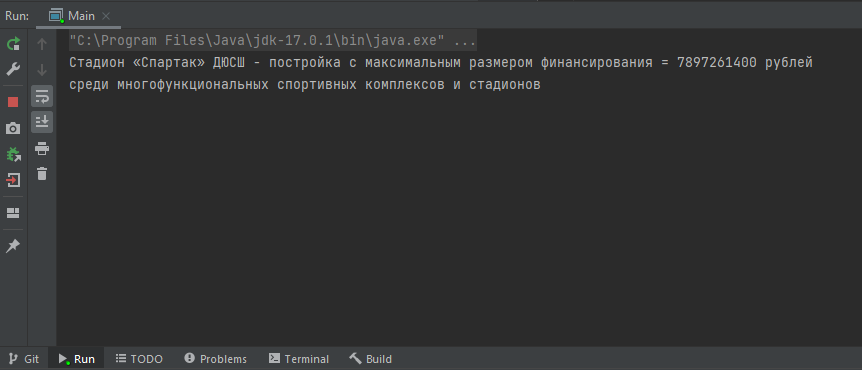 Run: Main
"C:\Program Files\Java\jdk-17.0.1\bin\java.exe" ...
Стадион «Спартак» ДЮСШ - постройка с максимальным размером финансирования = 7897261400 рублей
среди многофункциональных спортивных комплексов и стадионов
Git Run TODO Problems Terminal Build